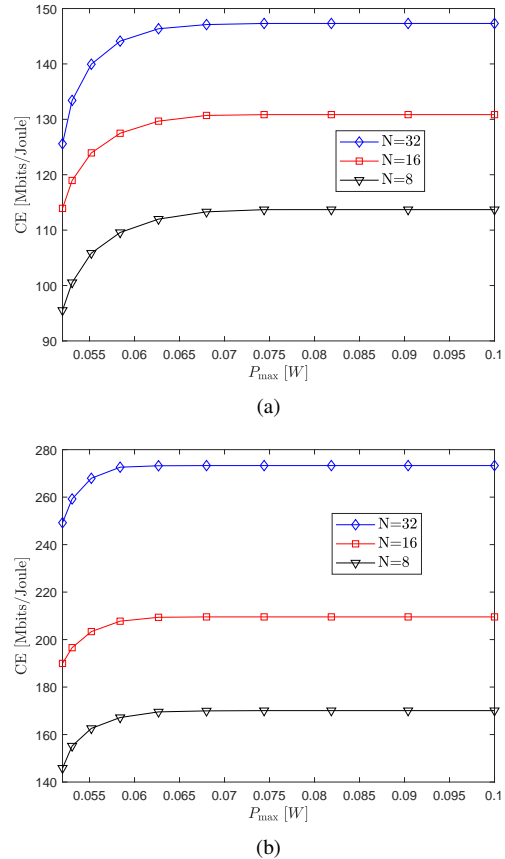 150
140
130
120
110
100
90
CE [Mbits/Joule]
N=32
N=16
N=8
0.055 0.06 0.065 0.07 0.075 0.08 0.085 0.09 0.095 0.1
P_max [W]
(a)
280
260
240
220
200
180
160
140
CE [Mbits/Joule]
N=32
N=16
N=8
0.055 0.06 0.065 0.07 0.075 0.08 0.085 0.09 0.095 0.1
P_max [W]
(b)